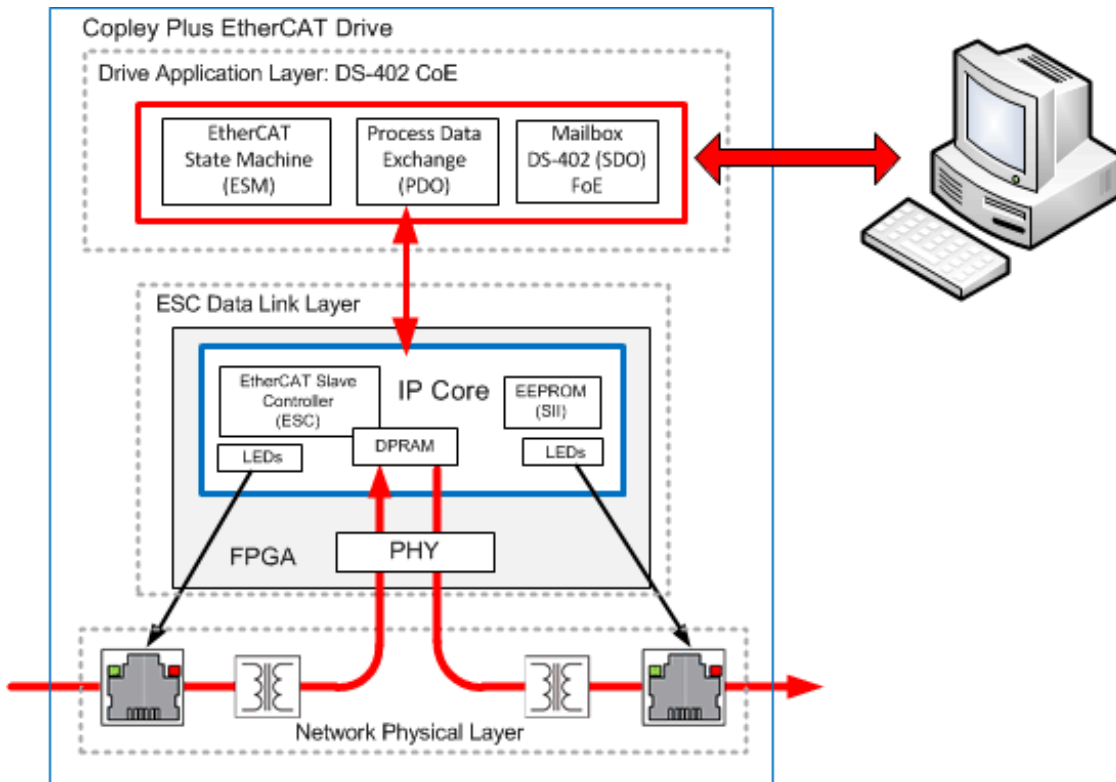 Copley Plus EtherCAT Drive
Drive Application Layer: DS-402 CoE
EtherCAT
State Machine
(ESM)
Process Data
Exchange
(PDO)
Mailbox
DS-402 (SDO)
FoE
ESC Data Link Layer
EtherCAT Slave
Controller
(ESC)
IP Core
EEPROM
(SII)
LEDs
DPRAM
LEDs
FPGA
PHY
Network Physical Layer